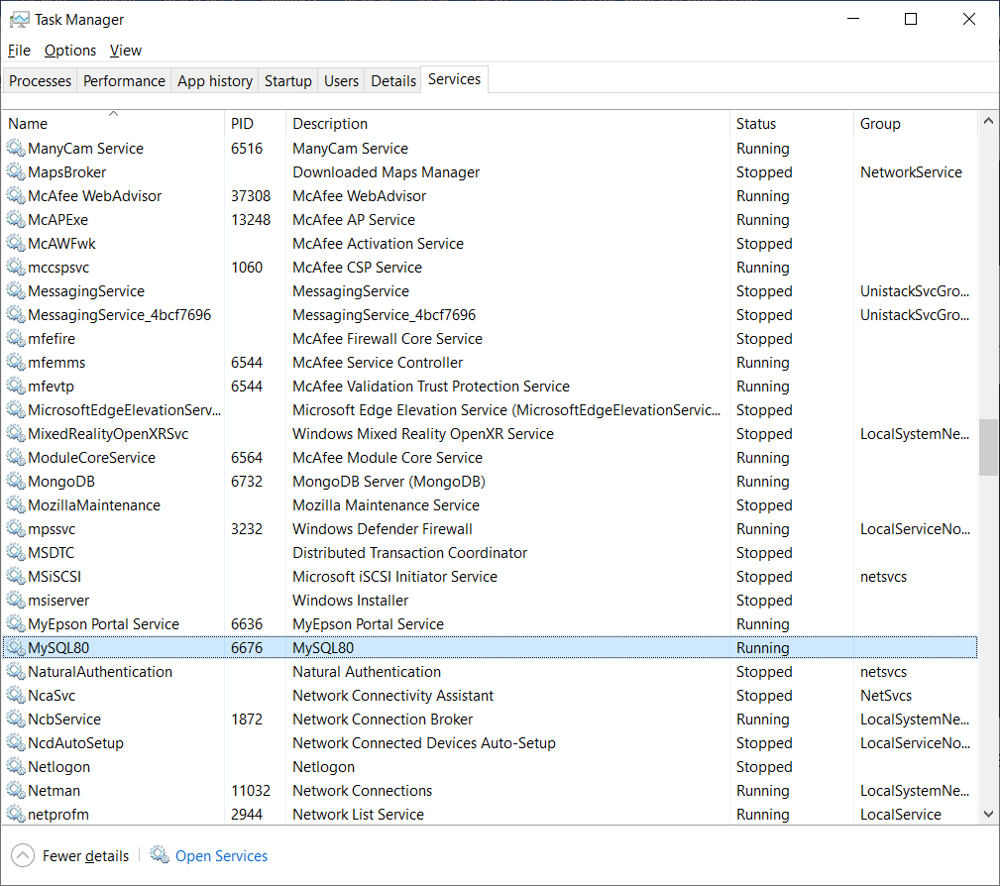 Task Manager
File Options View
Processes Performance App history Startup Users Details Services
Name PID Description Status Group
ManyCam Service 6516 ManyCam Service Running
MapsBroker Downloaded Maps Manager Stopped NetworkService
McAfee WebAdvisor 37308 McAfee WebAdvisor Running
McAPExe 13248 McAfee AP Service Running
McAWFwk McAfee Activation Service Stopped
mccspsvc 1060 McAfee CSP Service Running
MessagingService MessagingService Stopped UnistackSvcGro...
MessagingService_4bcf7696 MessagingService_4bcf7696 Stopped UnistackSvcGro...
mfefire McAfee Firewall Core Service Stopped
mfemms 6544 McAfee Service Controller Running
mfevtp 6544 McAfee Validation Trust Protection Service Running
MicrosoftEdgeElevationServ... Microsoft Edge Elevation Service (MicrosoftEdgeElevationServic... Stopped
MixedRealityOpenXRSvc Windows Mixed Reality OpenXR Service Stopped LocalSystemNe...
ModuleCoreService 6564 McAfee Module Core Service Running
MongoDB 6732 MongoDB Server (MongoDB) Running
MozillaMaintenance Mozilla Maintenance Service Stopped
mpssvc 3232 Windows Defender Firewall Running LocalServiceNo...
MSDTC Distributed Transaction Coordinator Stopped
MSiSCSI Microsoft iSCSI Initiator Service Stopped netsvcs
msiserver Windows Installer Stopped
MyEpson Portal Service 6636 MyEpson Portal Service Running
MySQL80 6676 MySQL80 Running
NaturalAuthentication Natural Authentication Stopped netsvcs
NcaSvc Network Connectivity Assistant Stopped NetSvcs
NcbService 1872 Network Connection Broker Running LocalSystemNe...
NcdAutoSetup Network Connected Devices Auto-Setup Stopped LocalServiceNo...
Netlogon Netlogon Stopped
Netman 11032 Network Connections Running LocalSystemNe...
netprofm 2944 Network List Service Running LocalService
Fewer details Open Services